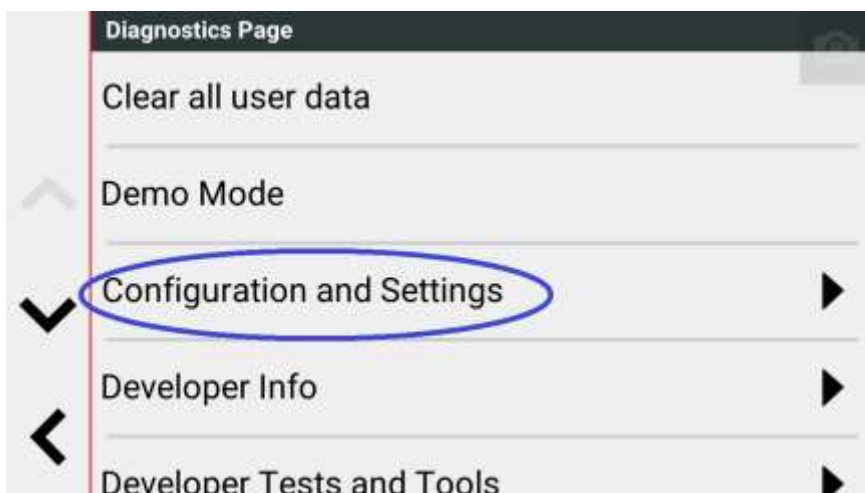 Diagnostics Page
Clear all user data
Demo Mode
Configuration and Settings
Developer Info
Developer Tests and Tools